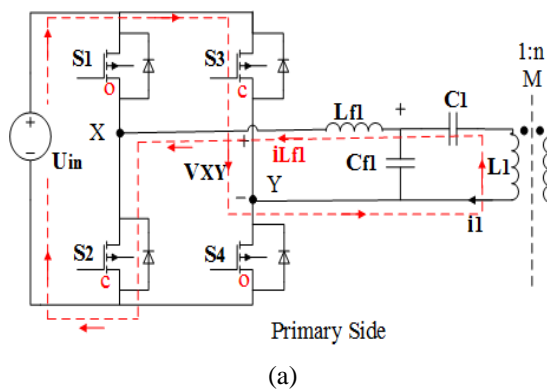 1:n
M
S1
S3
o
c
Lf1
+
C1
X
+
Uin
-
+
iLf1
Cf1
L1
VXY
Y
-
i1
S2
S4
c
o
Primary Side
(a)